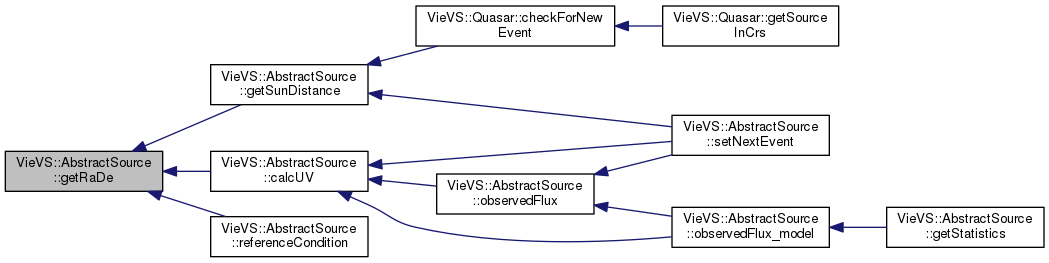 VieVS::AbstractSource
::getRaDe
VieVS::AbstractSource
::getSunDistance
VieVS::Quasar::checkForNew
Event
VieVS::Quasar::getSource
InCrs
VieVS::AbstractSource
::setNextEvent
VieVS::AbstractSource
::calcUV
VieVS::AbstractSource
::observedFlux
VieVS::AbstractSource
::observedFlux_model
VieVS::AbstractSource
::getStatistics
VieVS::AbstractSource
::referenceCondition